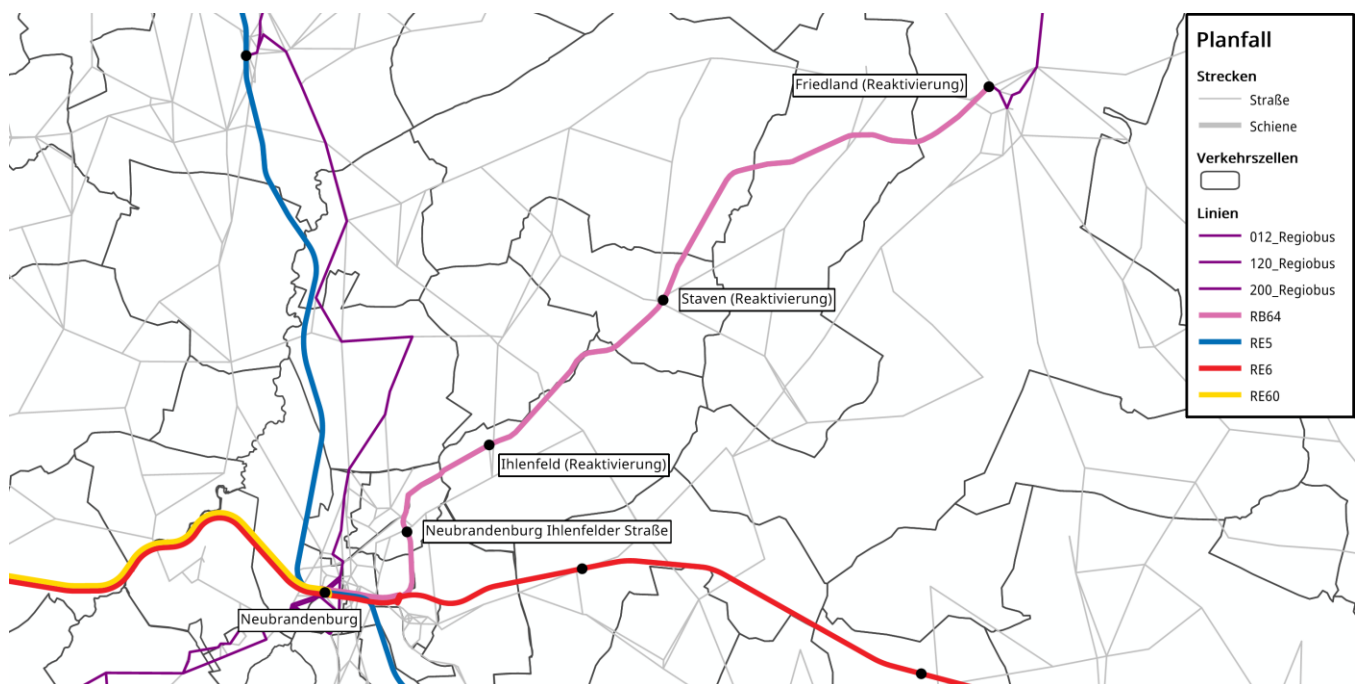 Planfall
Strecken
Straße
Schiene
Verkehrszellen
Linien
012_Regiobus
120_Regiobus
200_Regiobus
RB64
RE5
RE6
RE60
Friedland (Reaktivierung)
Staven (Reaktivierung)
Ihlenfeld (Reaktivierung)
Neubrandenburg Ihlenfelder Straße
Neubrandenburg